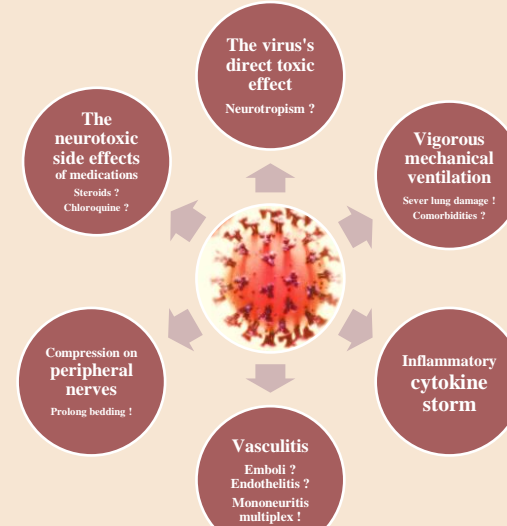 The virus's
direct toxic
effect
Neurotropism ?
Vigorous
mechanical
ventilation
Sever lung damage !
Comorbidities ?
Inflammatory
cytokine
storm
Vasculitis
Emboli ?
Endothelitis ?
Mononeuritis
multiplex !
Compression on
peripheral
nerves
Prolong bedding !
The
neurotoxic
side effects
of medications
Steroids ?
Chloroquine ?